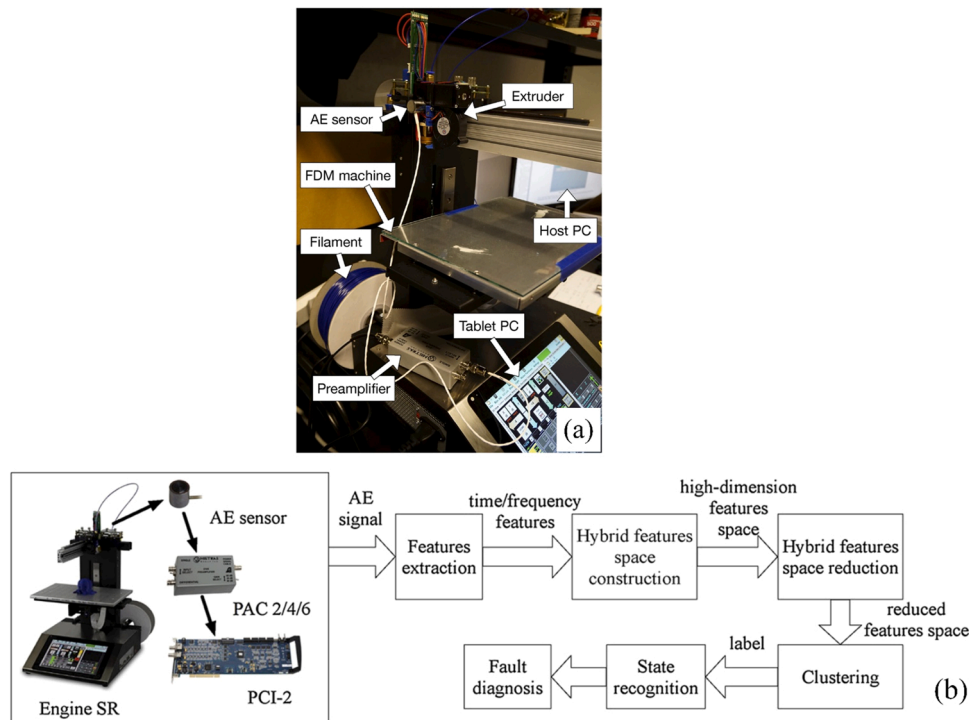 Extruder
AE sensor
FDM machine
Host PC
Filament
Tablet PC
Preamplifier
(a)
AE sensor
PAC 2/4/6
PCI-2
Engine SR
AE
signal
Features
extraction
time/frequency
features
Hybrid features
space
construction
high-dimension
features
space
Hybrid features
space reduction
reduced
features space
Clustering
label
State
recognition
Fault
diagnosis
(b)